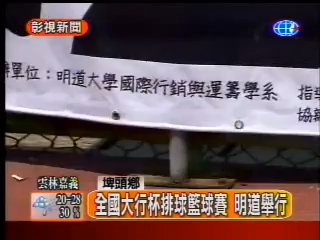 影視新聞
辦單位：明道大學國際行銷與運籌學系
指導
協辦
雲林嘉義
20-28
30%
埤頭鄉
全國大行杯排球籃球賽 明道舉行